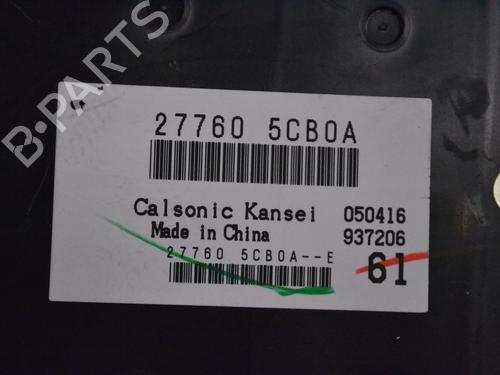 B-PARTS
27760 5CB0A
Calsonic Kansei 050416
Made in China 937206
27760 5CB0A--E
61